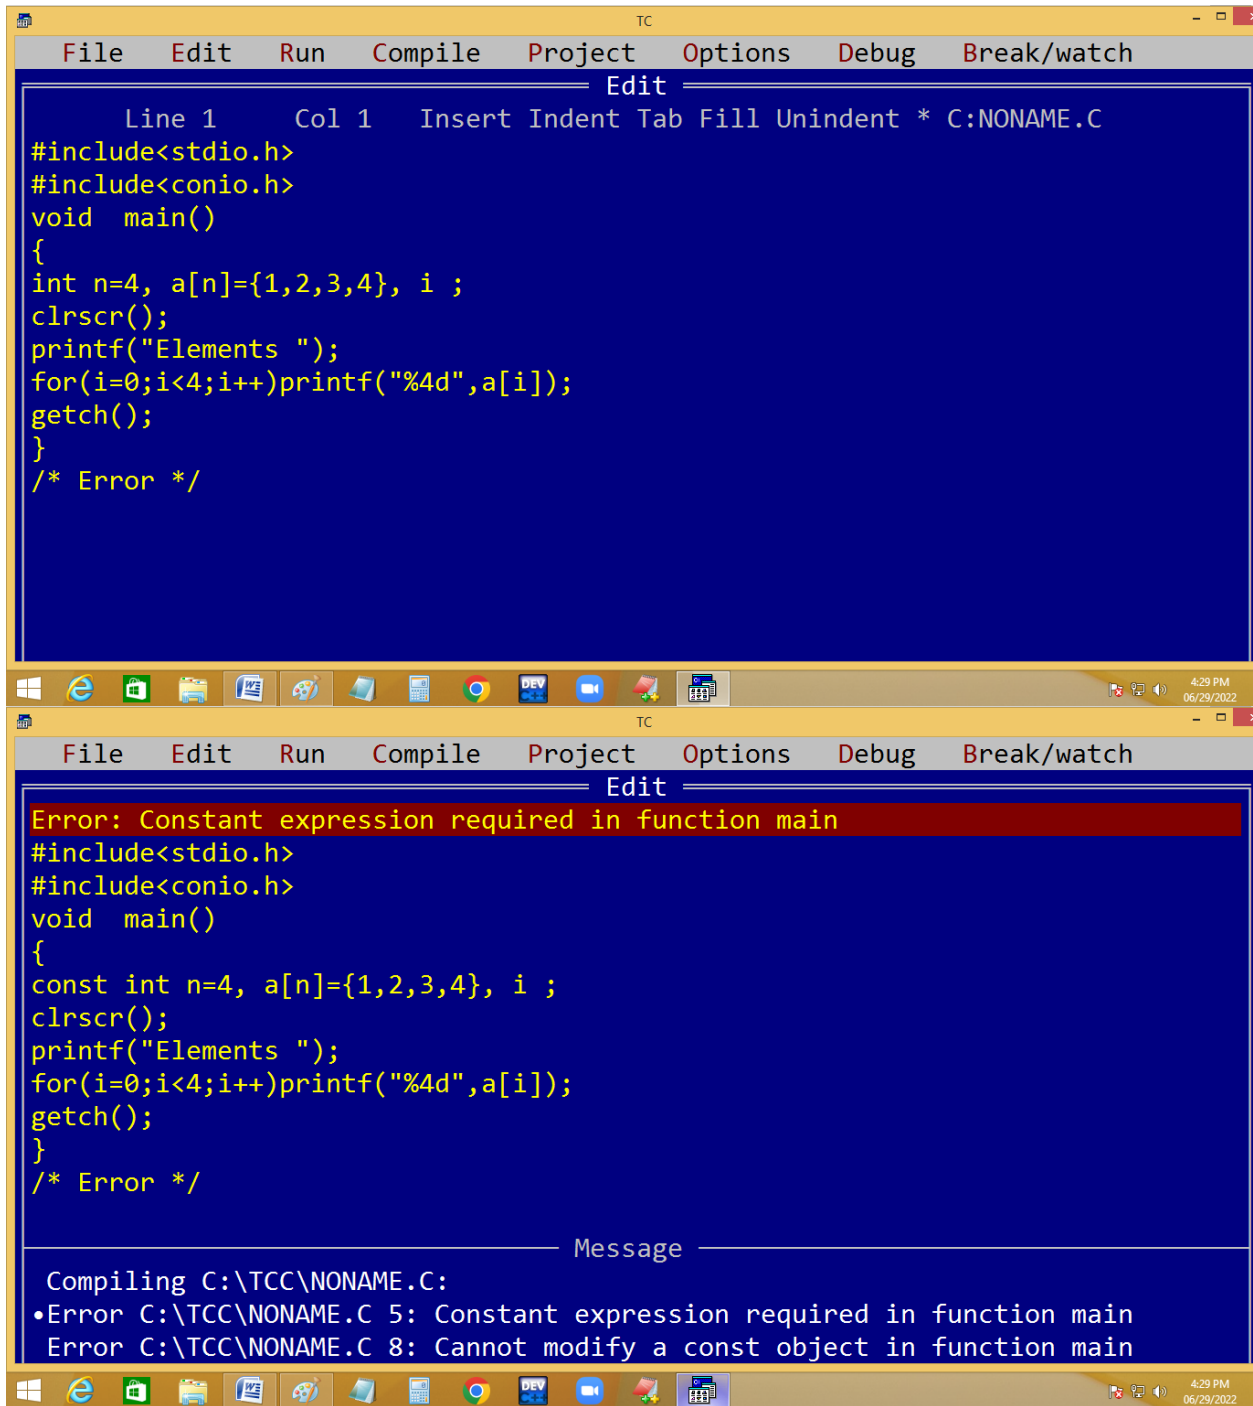 TC
File Edit Run Compile Project Options Debug Break/watch
Edit
Line 1 Col 1 Insert Indent Tab Fill Unindent * C:NONAME.C
#include<stdio.h>
#include<conio.h>
void main()
{
int n=4, a[n]={1,2,3,4}, i ;
clrscr();
printf("Elements ");
for(i=0;i<4;i++)printf("%4d",a[i]);
getch();
}
/* Error */
DEV
4:29 PM
06/29/2022
TC
File Edit Run Compile Project Options Debug Break/watch
Edit
Error: Constant expression required in function main
#include<stdio.h>
#include<conio.h>
void main()
{
const int n=4, a[n]={1,2,3,4}, i ;
clrscr();
printf("Elements ");
for(i=0;i<4;i++)printf("%4d",a[i]);
getch();
}
/* Error */
Message
Compiling C:\TCC\NONAME.C:
•Error C:\TCC\NONAME.C 5: Constant expression required in function main
Error C:\TCC\NONAME.C 8: Cannot modify a const object in function main
DEV
4:29 PM
06/29/2022